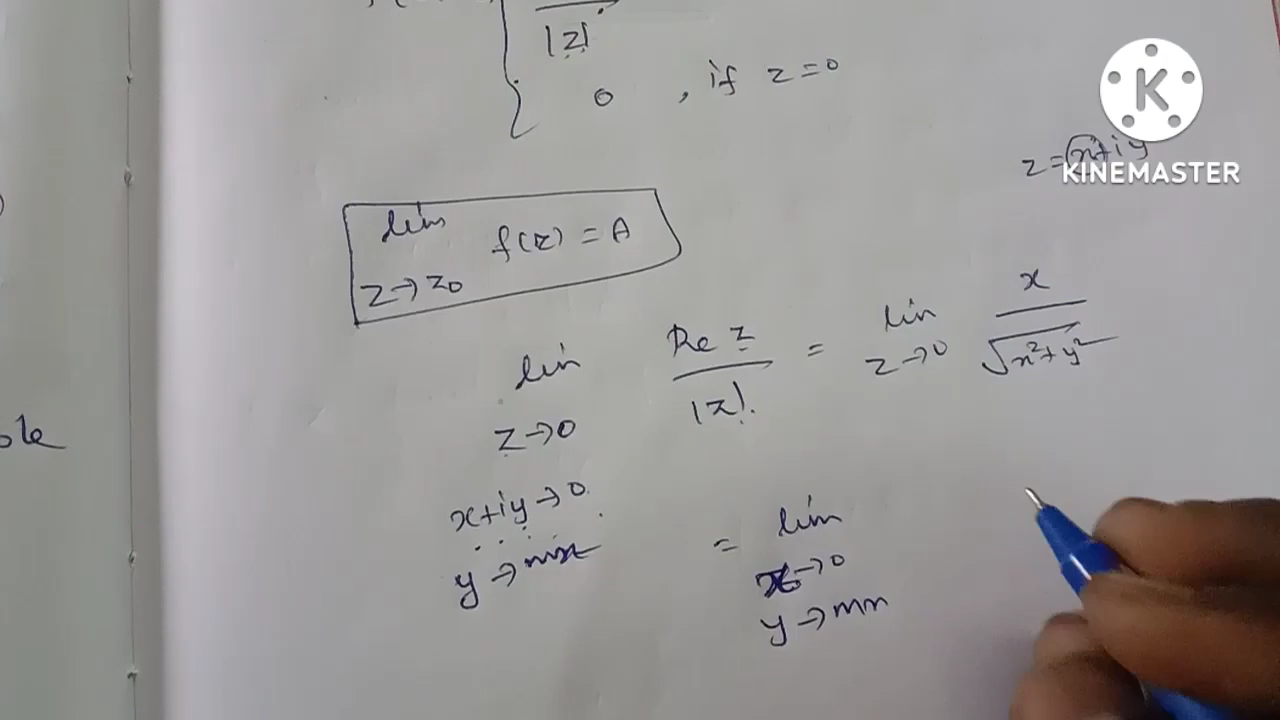 |z|
0 , if z=0
z = x+iy
KINEMASTER
lim f(z) = A
z→z0
lim Re z / |z| = lim x / √x²+y²
z→0 z→0
x+iy→0
y→mx
= lim
x→0
y→mx